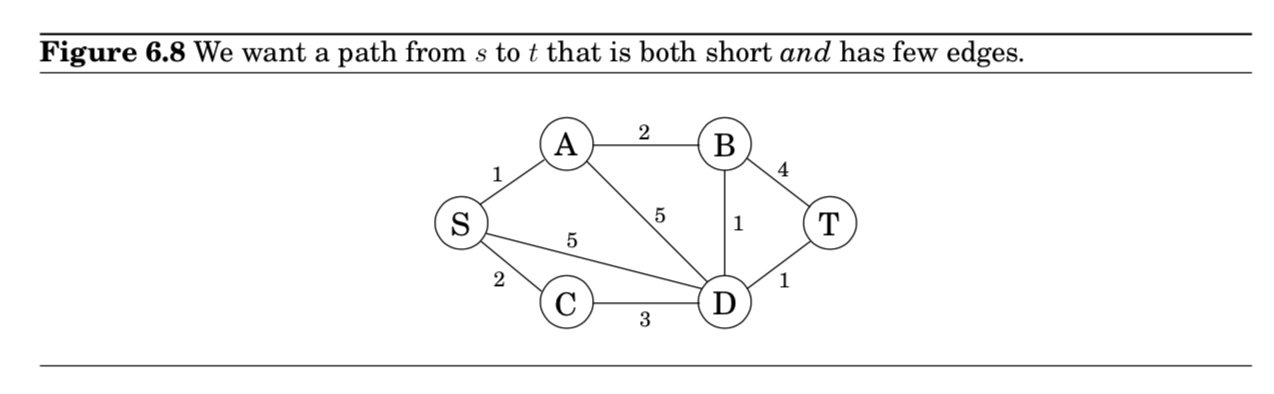 Figure 6.8 We want a path from s to t that is both short and has few edges.
A 2 B
1 4
S 5 5 1 T
2 1
C 3 D